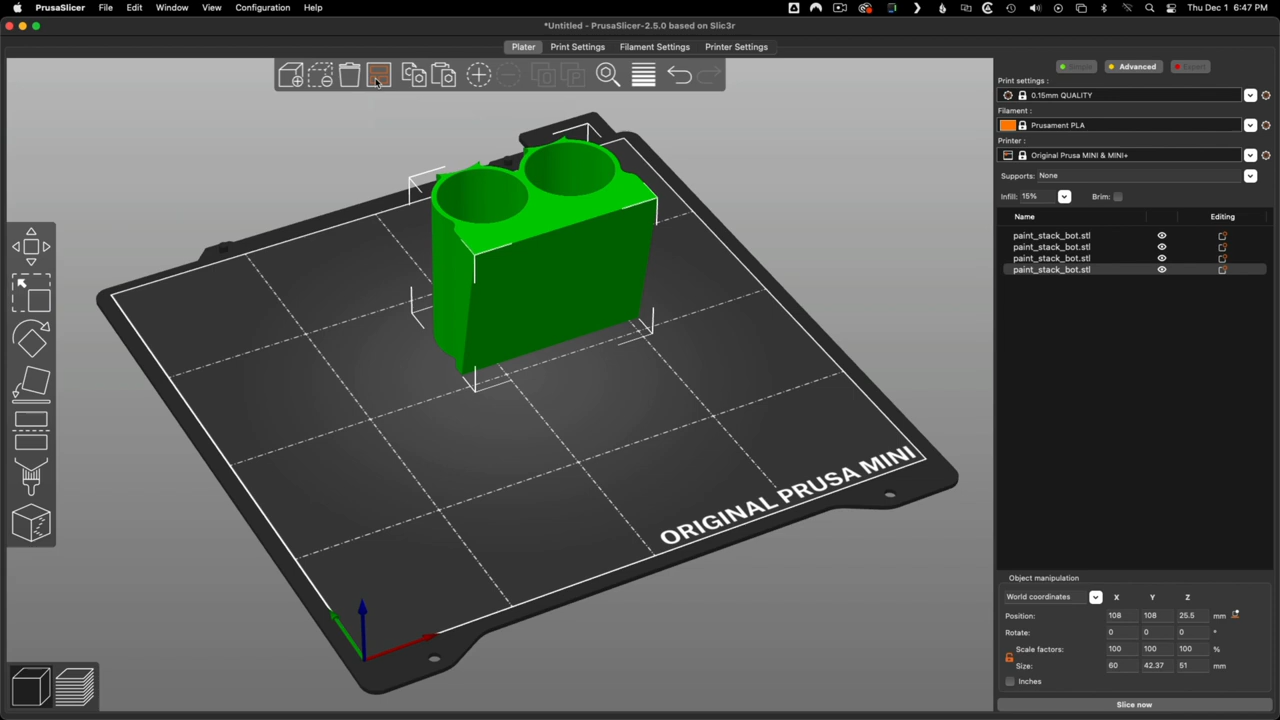 PrusaSlicer File Edit Window View Configuration Help Thu Dec 1 6:47 PM
*Untitled - PrusaSlicer-2.5.0 based on Slic3r
Plater Print Settings Filament Settings Printer Settings
Simple Advanced Expert
Print settings :
0.15mm QUALITY
Filament :
Prusament PLA
Printer :
Original Prusa MINI & MINI+
Supports: None
Infill: 15% Brim:
Name Editing
paint_stack_bot.stl
paint_stack_bot.stl
paint_stack_bot.stl
paint_stack_bot.stl
ORIGINAL PRUSA MINI
Object manipulation
World coordinates X Y Z
Position: 108 108 25.5 mm
Rotate: 0 0 0 °
Scale factors: 100 100 100 %
Size: 60 42.37 51 mm
Inches
Slice now